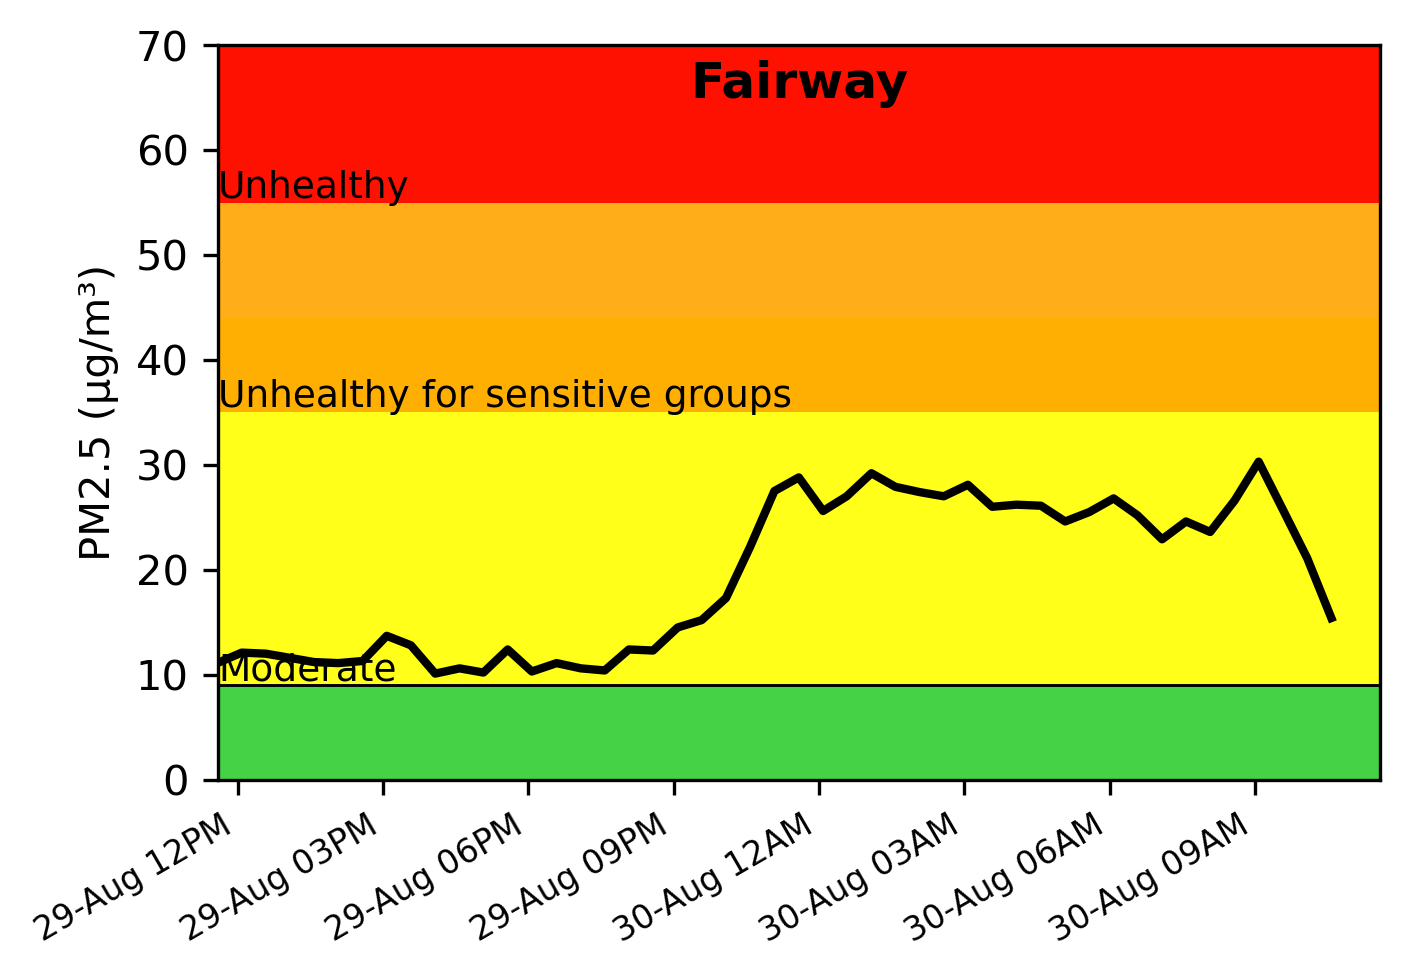 Fairway
PM2.5 (µg/m³)
70
60
50
40
30
20
10
0
Unhealthy
Unhealthy for sensitive groups
Moderate
29-Aug 12PM
29-Aug 03PM
29-Aug 06PM
29-Aug 09PM
30-Aug 12AM
30-Aug 03AM
30-Aug 06AM
30-Aug 09AM